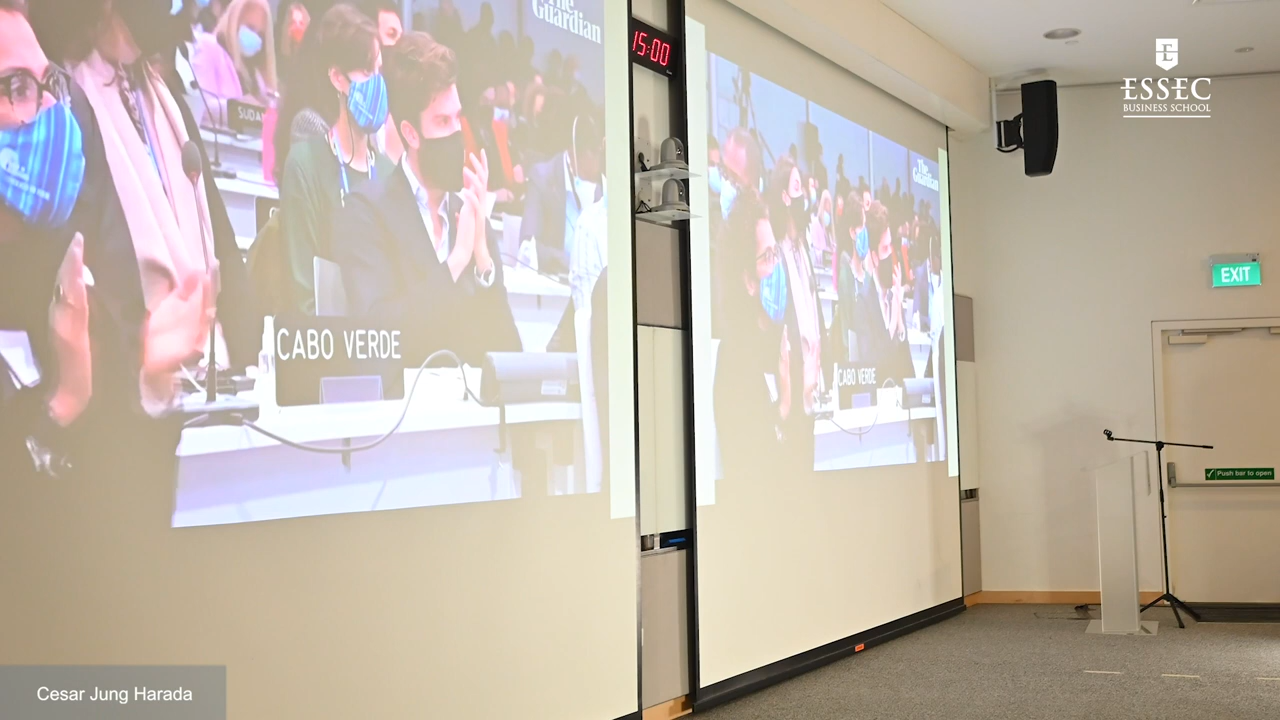 The
Guardian
15:00
SUDAN
CABO VERDE
The
Guardian
CABO VERDE
E
ESSEC
BUSINESS SCHOOL
EXIT
Push bar to open
Cesar Jung Harada